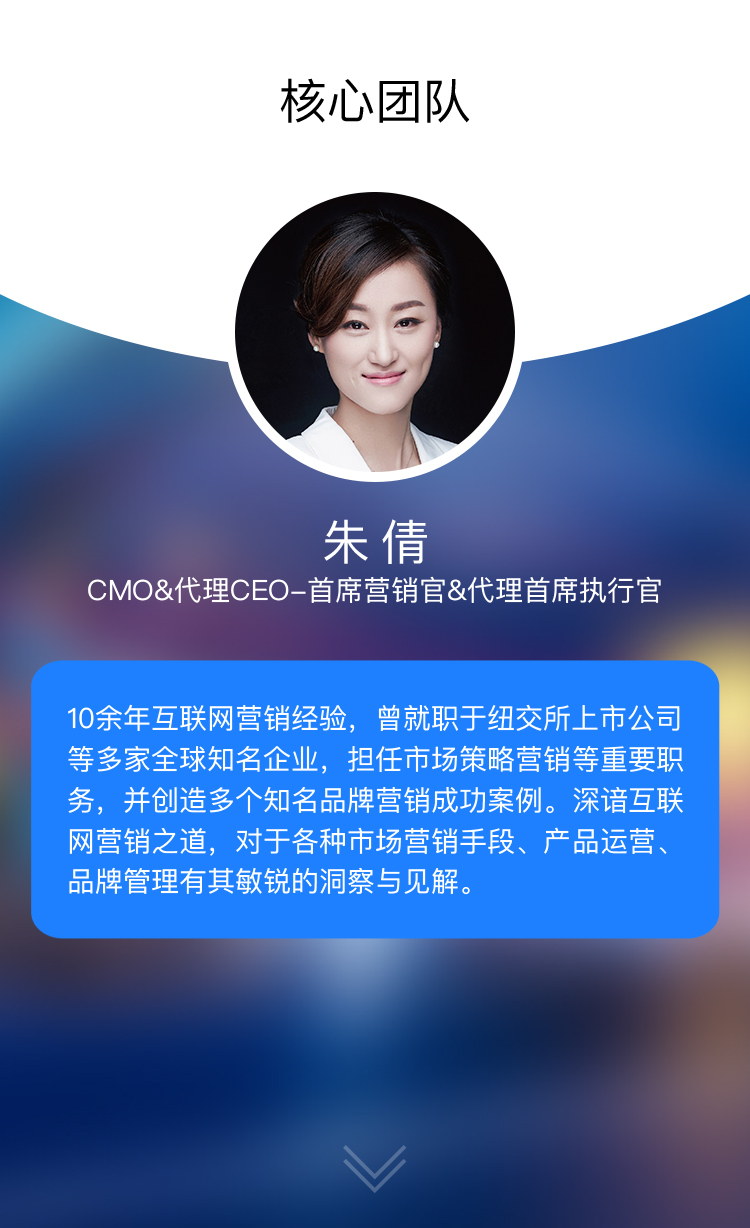 核心团队
朱倩
CMO&代理CEO-首席营销官&代理首席执行官
10余年互联网营销经验，曾就职于纽交所上市公司
等多家全球知名企业，担任市场策略营销等重要职
务，并创造多个知名品牌营销成功案例。深谙互联
网营销之道，对于各种市场营销手段、产品运营、
品牌管理有其敏锐的洞察与见解。